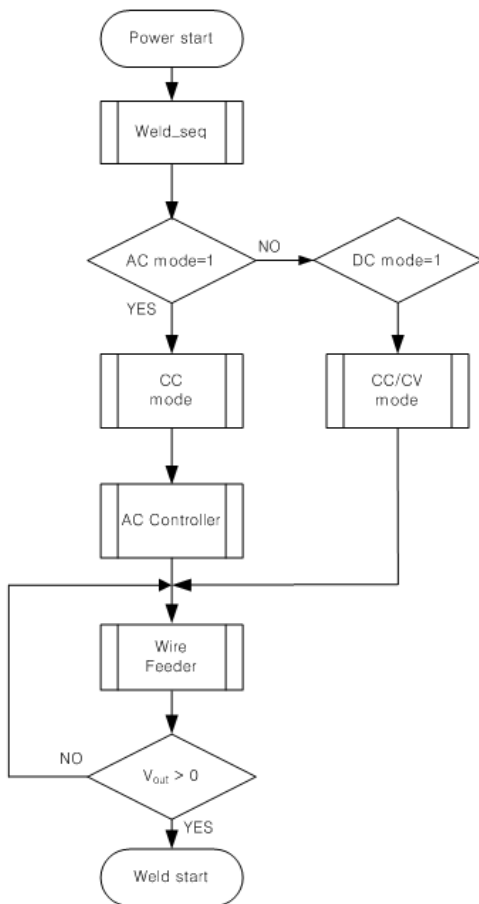 Power start
Weld_seq
AC mode=1
NO
DC mode=1
YES
CC
mode
CC/CV
mode
AC Controller
Wire
Feeder
NO
Vout > 0
YES
Weld start